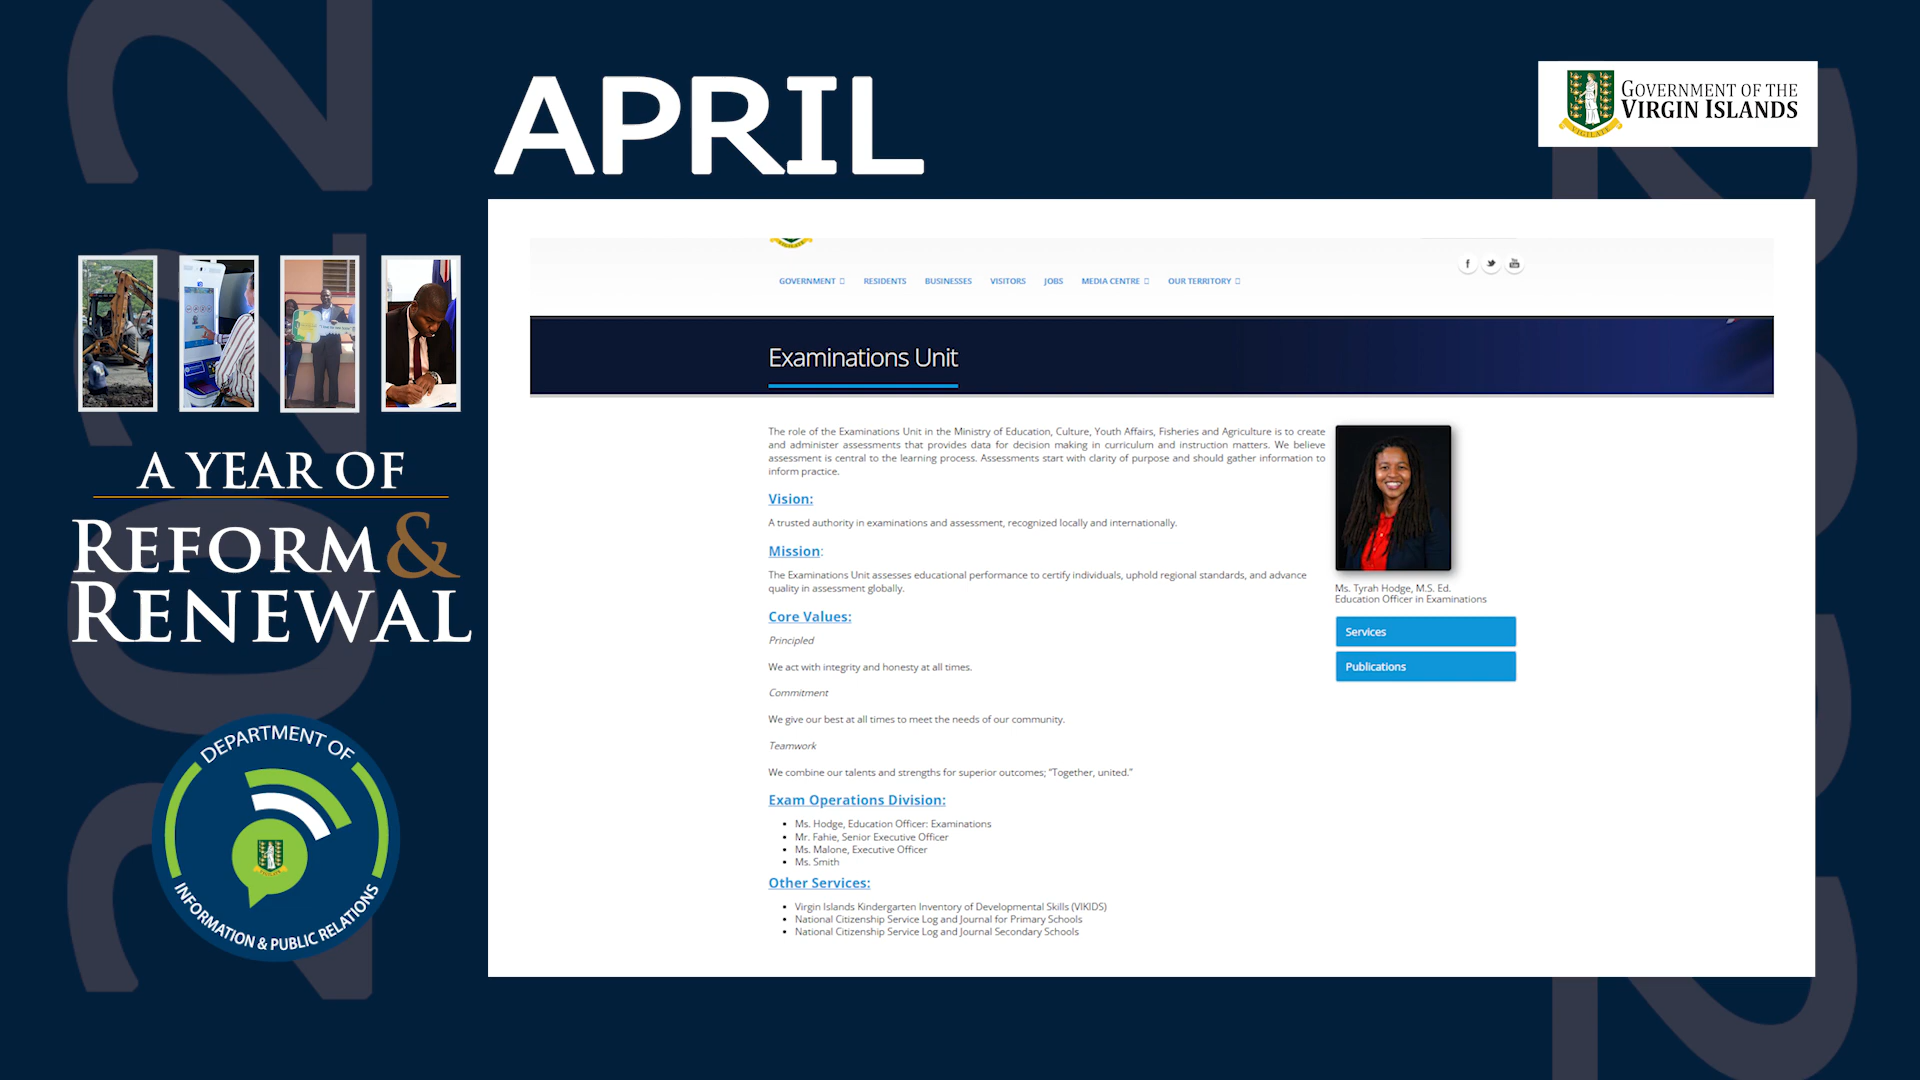 APRIL
GOVERNMENT OF THE
VIRGIN ISLANDS
VIGILATE
A YEAR OF
REFORM &
RENEWAL
DEPARTMENT OF
INFORMATION & PUBLIC RELATIONS
GOVERNMENT RESIDENTS BUSINESSES VISITORS JOBS MEDIA CENTRE OUR TERRITORY
Examinations Unit
The role of the Examinations Unit in the Ministry of Education, Culture, Youth Affairs, Fisheries and Agriculture is to create
and administer assessments that provides data for decision making in curriculum and instruction matters. We believe
assessment is central to the learning process. Assessments start with clarity of purpose and should gather information to
inform practice.
Vision:
A trusted authority in examinations and assessment, recognized locally and internationally.
Mission:
The Examinations Unit assesses educational performance to certify individuals, uphold regional standards, and advance
quality in assessment globally.
Core Values:
Principled
We act with integrity and honesty at all times.
Commitment
We give our best at all times to meet the needs of our community.
Teamwork
We combine our talents and strengths for superior outcomes; "Together, united."
Exam Operations Division:
• Ms. Hodge, Education Officer: Examinations
• Mr. Fahie, Senior Executive Officer
• Ms. Malone, Executive Officer
• Ms. Smith
Other Services:
• Virgin Islands Kindergarten Inventory of Developmental Skills (VIKIDS)
• National Citizenship Service Log and Journal for Primary Schools
• National Citizenship Service Log and Journal Secondary Schools
Ms. Tyrah Hodge, M.S. Ed.
Education Officer in Examinations
Services
Publications